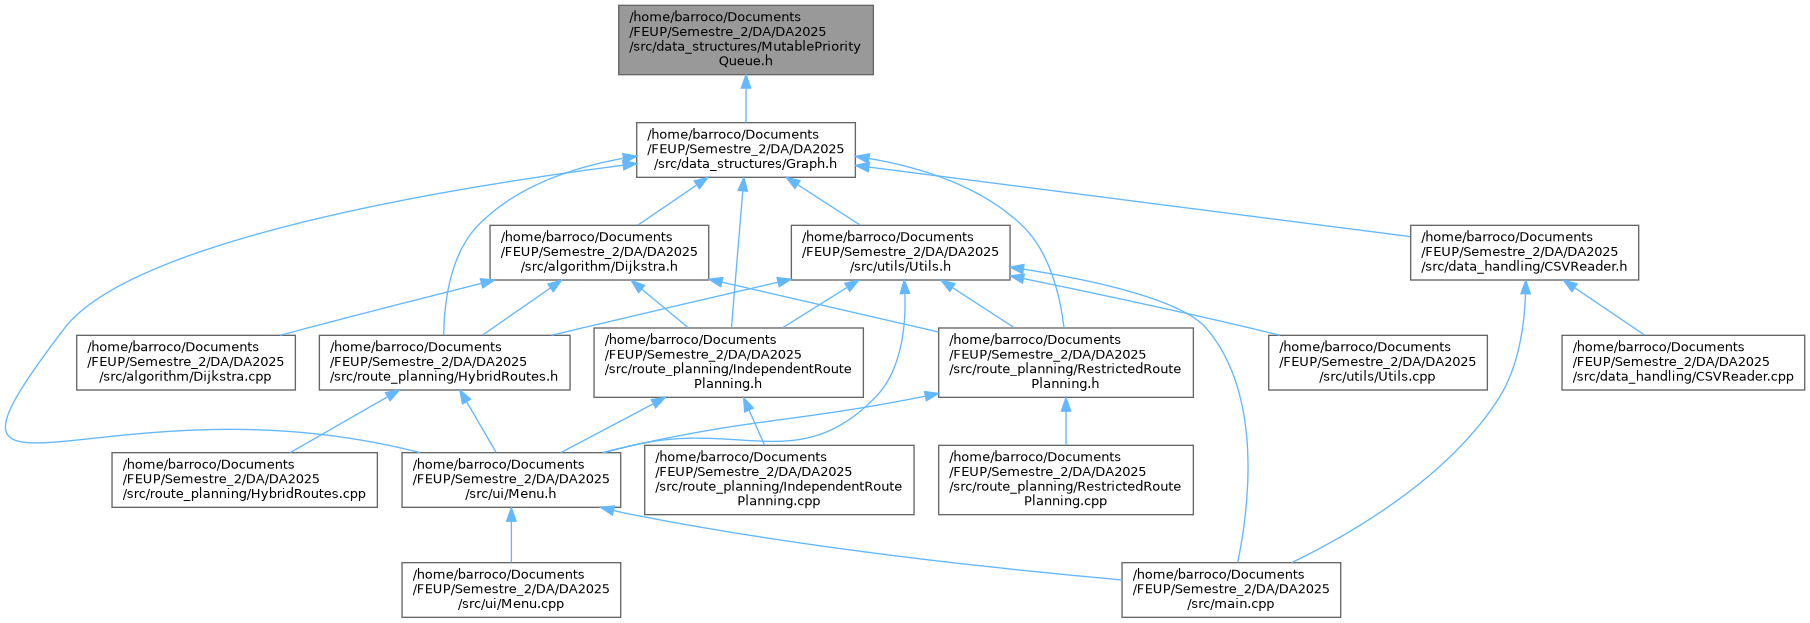 /home/barroco/Documents
/FEUP/Semestre_2/DA/DA2025
/src/data_structures/MutablePriority
Queue.h
/home/barroco/Documents
/FEUP/Semestre_2/DA/DA2025
/src/data_structures/Graph.h
/home/barroco/Documents
/FEUP/Semestre_2/DA/DA2025
/src/algorithm/Dijkstra.h
/home/barroco/Documents
/FEUP/Semestre_2/DA/DA2025
/src/utils/Utils.h
/home/barroco/Documents
/FEUP/Semestre_2/DA/DA2025
/src/data_handling/CSVReader.h
/home/barroco/Documents
/FEUP/Semestre_2/DA/DA2025
/src/algorithm/Dijkstra.cpp
/home/barroco/Documents
/FEUP/Semestre_2/DA/DA2025
/src/route_planning/HybridRoutes.h
/home/barroco/Documents
/FEUP/Semestre_2/DA/DA2025
/src/route_planning/IndependentRoute
Planning.h
/home/barroco/Documents
/FEUP/Semestre_2/DA/DA2025
/src/route_planning/RestrictedRoute
Planning.h
/home/barroco/Documents
/FEUP/Semestre_2/DA/DA2025
/src/utils/Utils.cpp
/home/barroco/Documents
/FEUP/Semestre_2/DA/DA2025
/src/data_handling/CSVReader.cpp
/home/barroco/Documents
/FEUP/Semestre_2/DA/DA2025
/src/route_planning/HybridRoutes.cpp
/home/barroco/Documents
/FEUP/Semestre_2/DA/DA2025
/src/ui/Menu.h
/home/barroco/Documents
/FEUP/Semestre_2/DA/DA2025
/src/route_planning/IndependentRoute
Planning.cpp
/home/barroco/Documents
/FEUP/Semestre_2/DA/DA2025
/src/route_planning/RestrictedRoute
Planning.cpp
/home/barroco/Documents
/FEUP/Semestre_2/DA/DA2025
/src/ui/Menu.cpp
/home/barroco/Documents
/FEUP/Semestre_2/DA/DA2025
/src/main.cpp